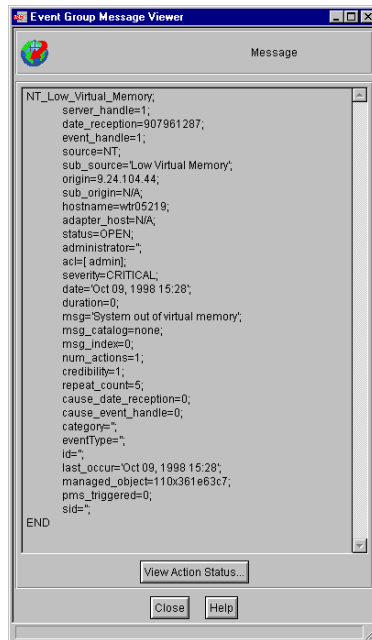 Event Group Message Viewer
Message
NT_Low_Virtual_Memory;
server_handle=1;
date_reception=907961287;
event_handle=1;
source=NT;
sub_source='Low Virtual Memory';
origin=9.24.104.44;
sub_origin=N/A;
hostname=wtr05219;
adapter_host=N/A;
status=OPEN;
administrator='';
acl=[ admin];
severity=CRITICAL;
date='Oct 09, 1998 15:28';
duration=0;
msg='System out of virtual memory';
msg_catalog=none;
msg_index=0;
num_actions=1;
credibility=1;
repeat_count=5;
cause_date_reception=0;
cause_event_handle=0;
category='';
eventType='';
id='';
last_occur='Oct 09, 1998 15:28';
managed_object=110x361e63c7;
pms_triggered=0;
sid='';
END
View Action Status...
Close Help